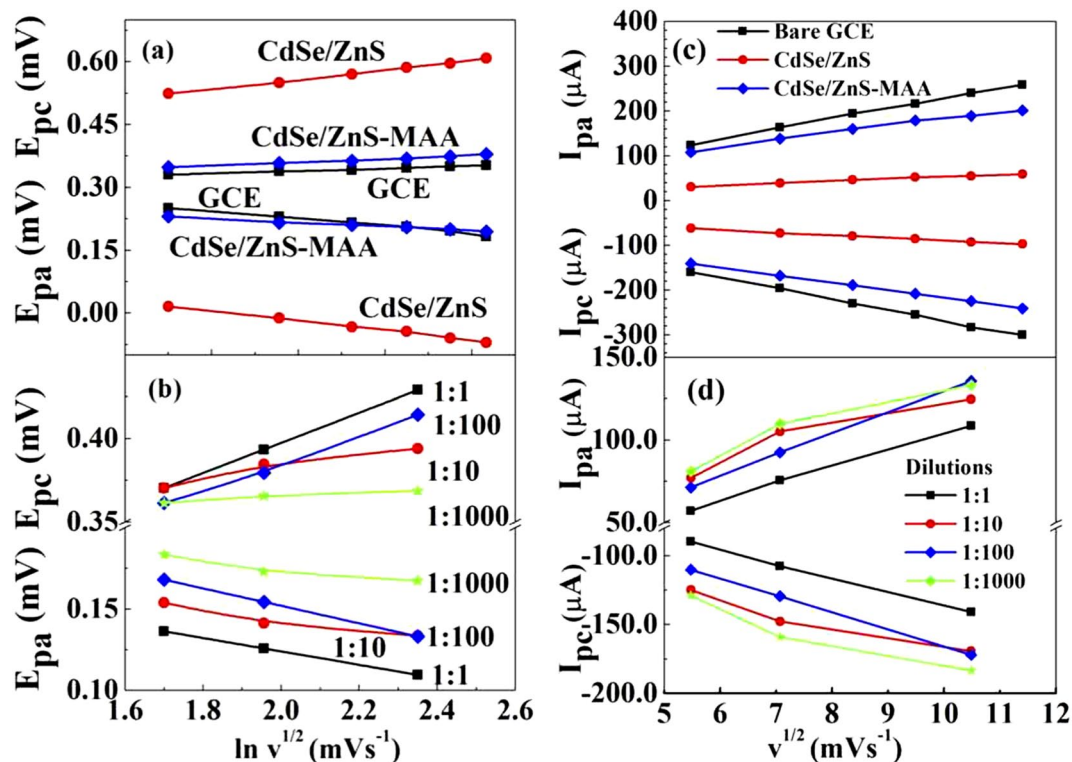 (a)
E_pc (mV)
E_pa (mV)
0.60
0.45
0.30
0.15
0.00
CdSe/ZnS
CdSe/ZnS-MAA
GCE
GCE
CdSe/ZnS-MAA
CdSe/ZnS
(b)
E_pc (mV)
E_pa (mV)
0.40
0.35
0.15
0.10
1:1
1:100
1:10
1:1000
1:1000
1:100
1:10
1:1
1.6 1.8 2.0 2.2 2.4 2.6
ln v^1/2 (mVs^-1)
(c)
Bare GCE
CdSe/ZnS
CdSe/ZnS-MAA
I_pa (µA)
I_pc (µA)
400
300
200
100
0
-100
-200
-300
(d)
I_pa (µA)
I_pc, (µA)
150.0
100.0
50.0
-100.0
-150.0
-200.0
Dilutions
1:1
1:10
1:100
1:1000
5 6 7 8 9 10 11 12
v^1/2 (mVs^-1)